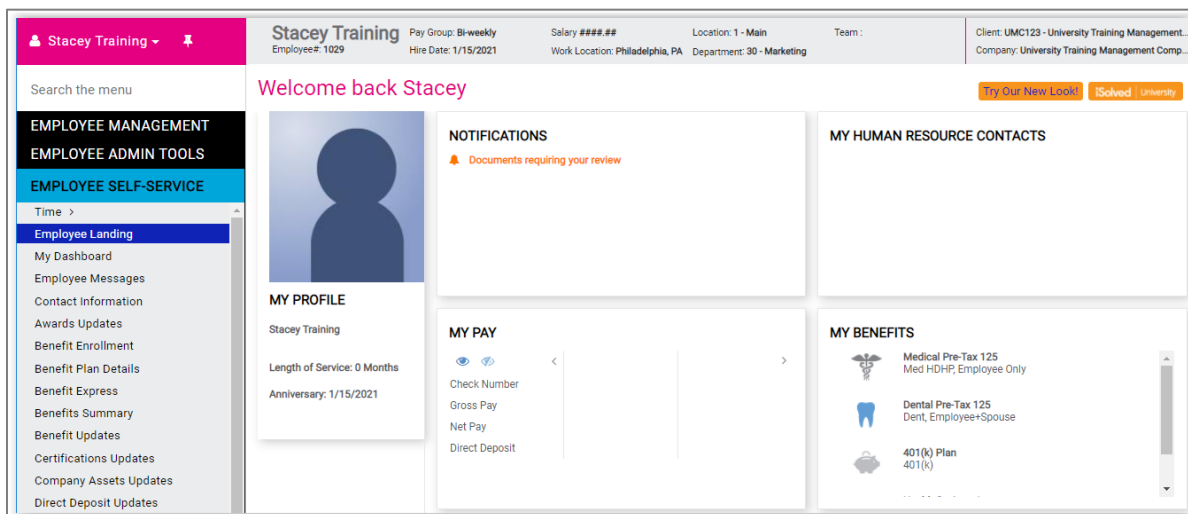 Stacey Training
Search the menu
EMPLOYEE MANAGEMENT
EMPLOYEE ADMIN TOOLS
EMPLOYEE SELF-SERVICE
Time >
Employee Landing
My Dashboard
Employee Messages
Contact Information
Awards Updates
Benefit Enrollment
Benefit Plan Details
Benefit Express
Benefits Summary
Benefit Updates
Certifications Updates
Company Assets Updates
Direct Deposit Updates
Stacey Training
Employee#: 1029
Pay Group: Bi-weekly
Hire Date: 1/15/2021
Salary ####.##
Work Location: Philadelphia, PA
Location: 1 - Main
Department: 30 - Marketing
Team :
Client: UMC123 - University Training Management...
Company: University Training Management Comp...
Welcome back Stacey
Try Our New Look!
iSolved University
MY PROFILE
Stacey Training
Length of Service: 0 Months
Anniversary: 1/15/2021
NOTIFICATIONS
Documents requiring your review
MY HUMAN RESOURCE CONTACTS
MY PAY
Check Number
Gross Pay
Net Pay
Direct Deposit
MY BENEFITS
Medical Pre-Tax 125
Med HDHP, Employee Only
Dental Pre-Tax 125
Dent, Employee+Spouse
401(k) Plan
401(k)